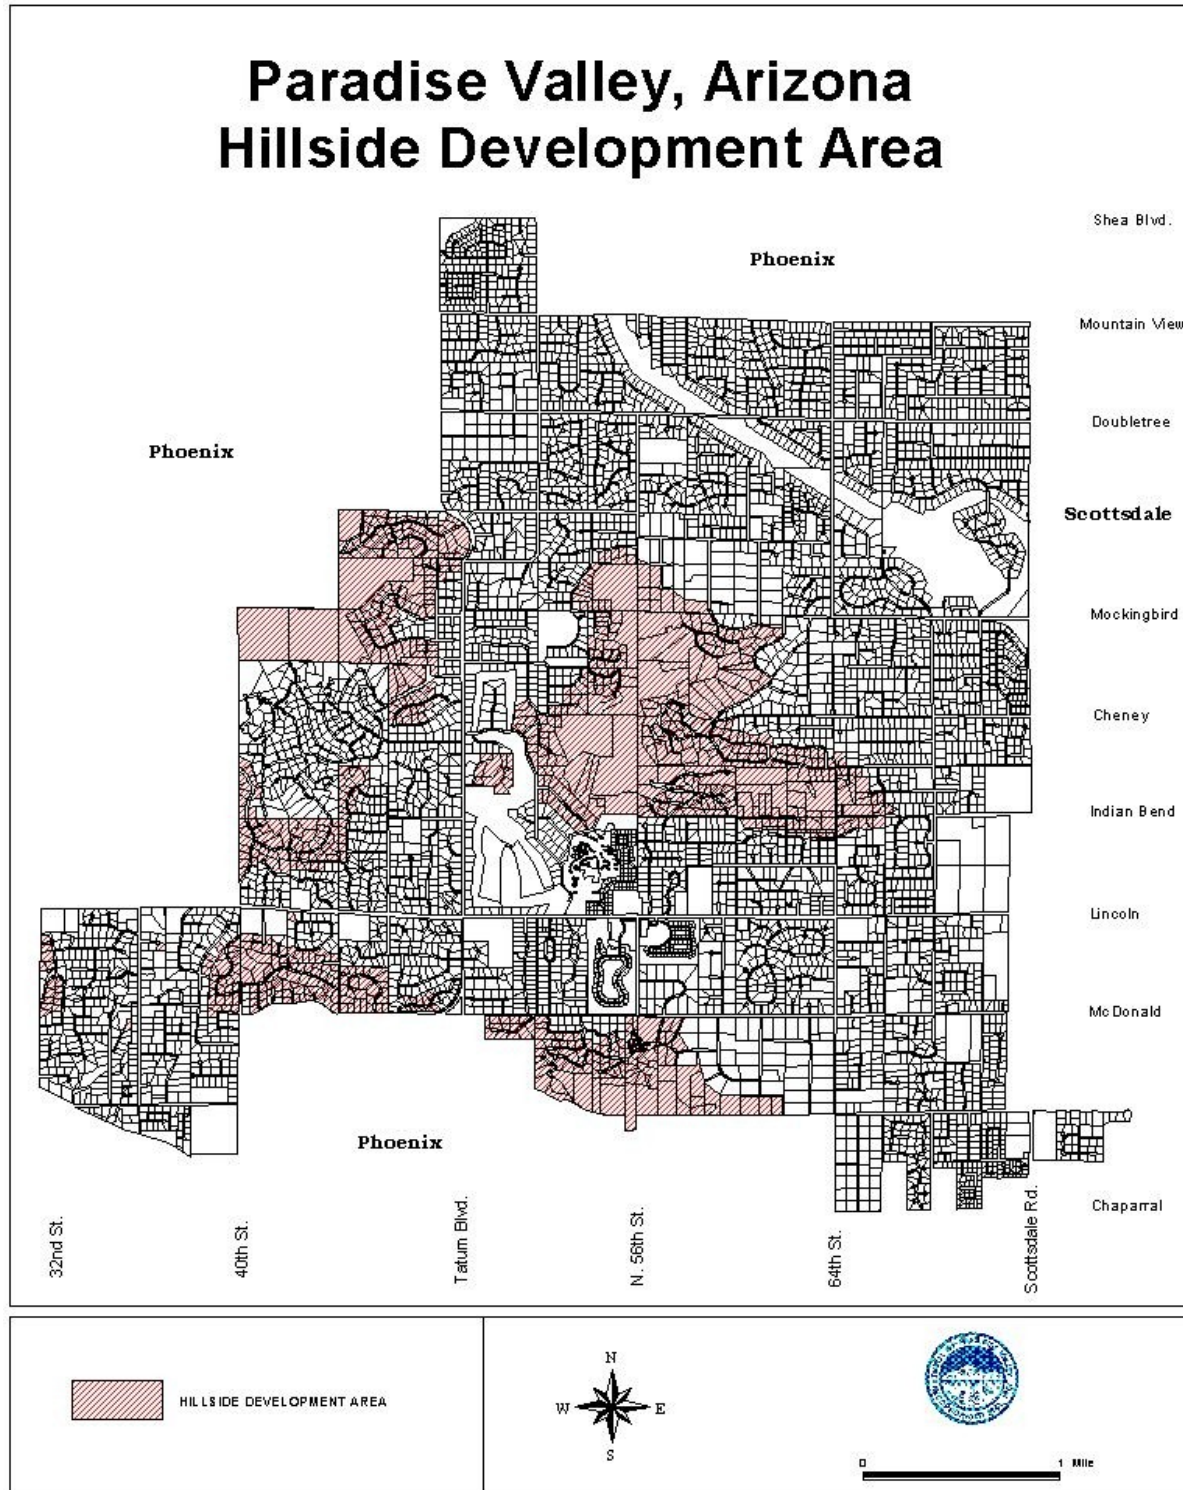 Paradise Valley, Arizona
Hillside Development Area
Shea Blvd.
Phoenix
Mountain View
Doubletree
Phoenix
Scottsdale
Mockingbird
Cheney
Indian Bend
Lincoln
McDonald
Phoenix
Chaparral
32nd St.
40th St.
Tatum Blvd.
N. 56th St.
64th St.
Scottsdale Rd.
HILLSIDE DEVELOPMENT AREA
N
W E
S
0 1 Mile